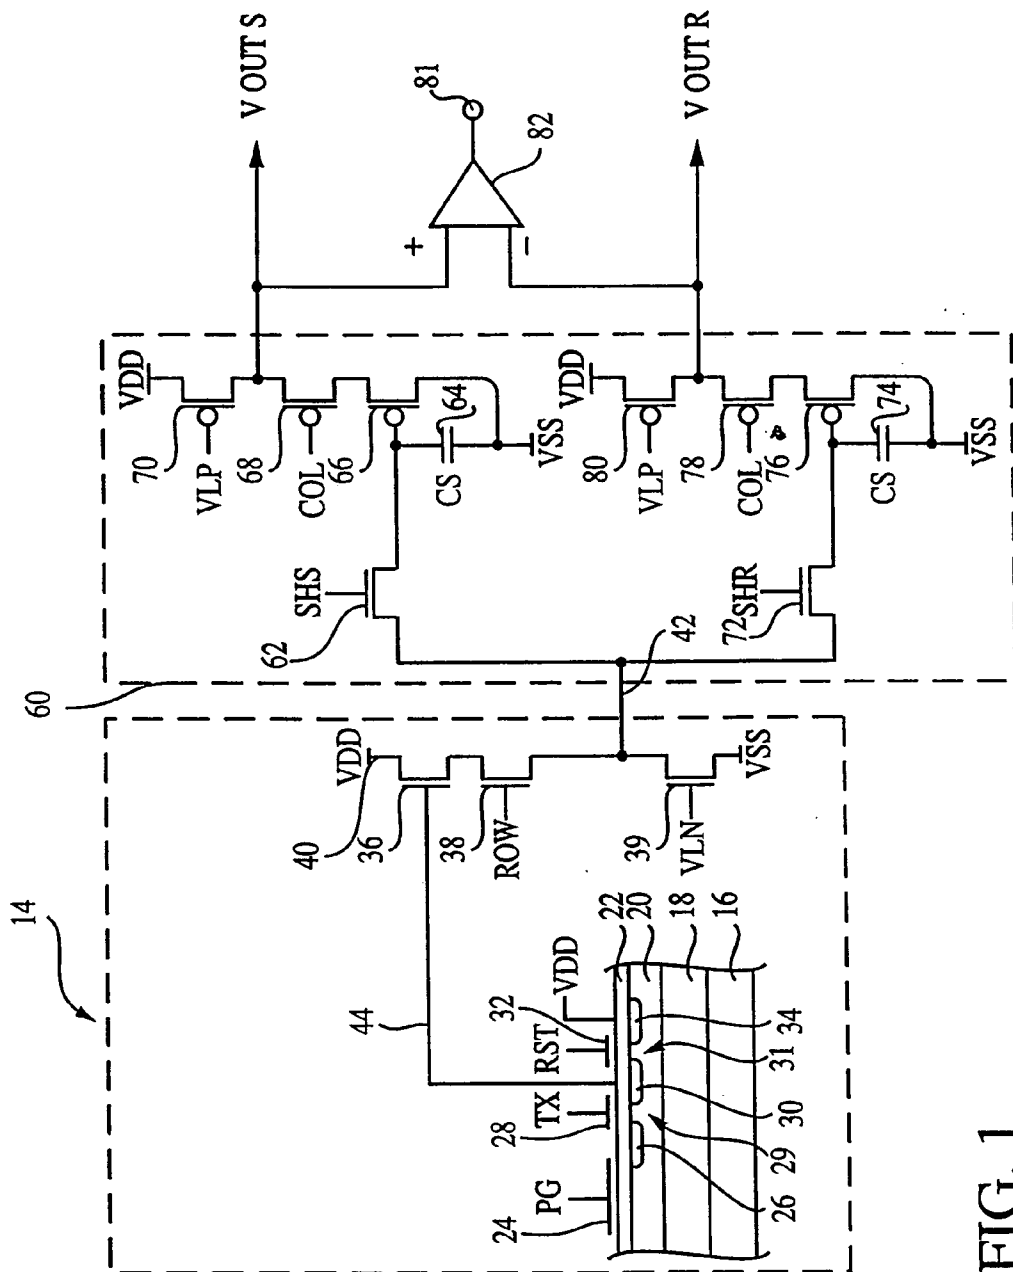 14
60
V OUT S
81
82
V OUT R
+
-
VDD
70
VLP
68
COL
66
64
CS
VSS
SHS
62
VDD
80
VLP
78
COL
76
74
CS
VSS
72
SHR
42
VDD
40
36
38
ROW
39
VLN
VSS
44
VDD
32
RST
TX
28
PG
24
22
20
18
16
34
31
30
29
26
FIG. 1